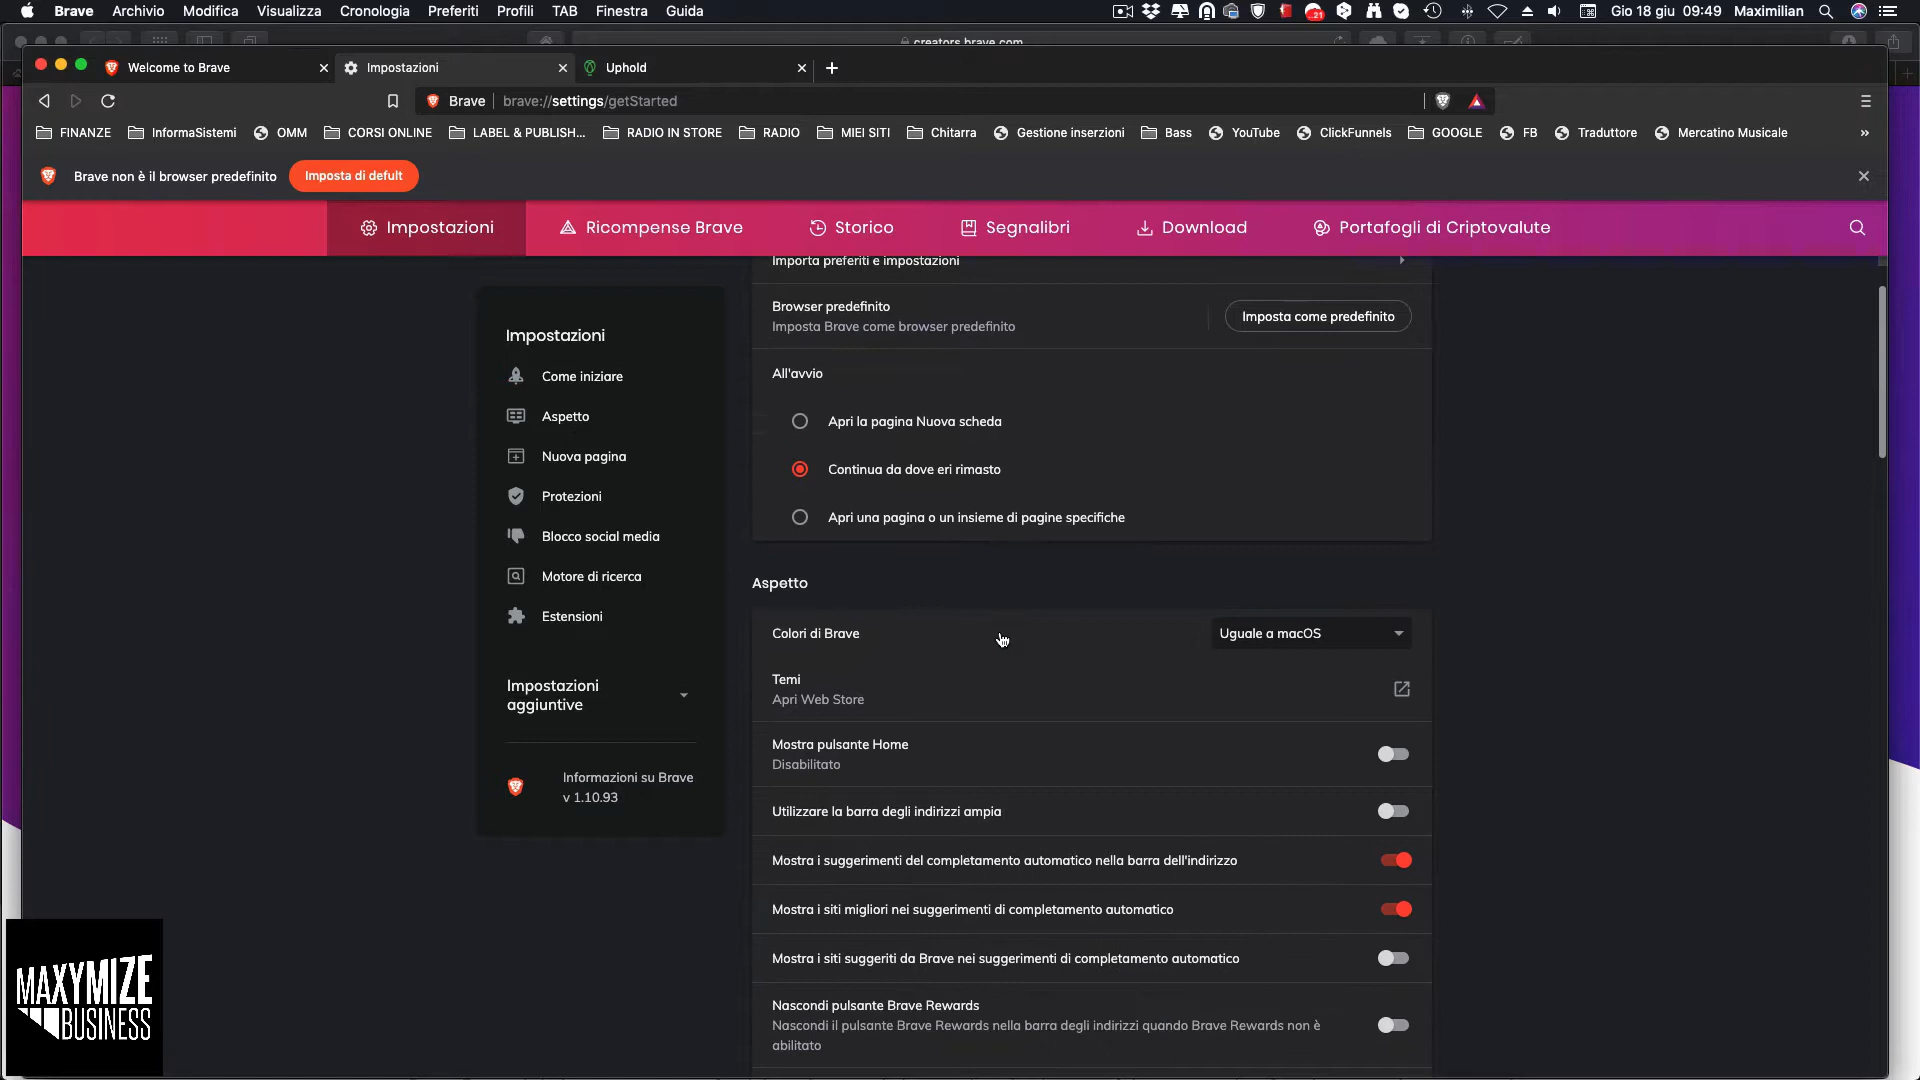 Brave Archivio Modifica Visualizza Cronologia Preferiti Profili TAB Finestra Guida 21 Gio 18 giu 09:49 Maximilian
creators.brave.com
Welcome to Brave Impostazioni Uphold
Brave brave://settings/getStarted
FINANZE InformaSistemi OMM CORSI ONLINE LABEL & PUBLISH... RADIO IN STORE RADIO MIEI SITI Chitarra Gestione inserzioni Bass YouTube ClickFunnels GOOGLE FB Traduttore Mercatino Musicale »
Brave non è il browser predefinito Imposta di defult
Impostazioni Ricompense Brave Storico Segnalibri Download Portafogli di Criptovalute
Importa preferiti e impostazioni
Browser predefinito
Imposta Brave come browser predefinito
Imposta come predefinito
All'avvio
Apri la pagina Nuova scheda
Continua da dove eri rimasto
Apri una pagina o un insieme di pagine specifiche
Impostazioni
Come iniziare
Aspetto
Nuova pagina
Protezioni
Blocco social media
Motore di ricerca
Estensioni
Impostazioni
aggiuntive
Informazioni su Brave
v 1.10.93
Aspetto
Colori di Brave Uguale a macOS
Temi
Apri Web Store
Mostra pulsante Home
Disabilitato
Utilizzare la barra degli indirizzi ampia
Mostra i suggerimenti del completamento automatico nella barra dell'indirizzo
Mostra i siti migliori nei suggerimenti di completamento automatico
Mostra i siti suggeriti da Brave nei suggerimenti di completamento automatico
Nascondi pulsante Brave Rewards
Nascondi il pulsante Brave Rewards nella barra degli indirizzi quando Brave Rewards non è
abilitato
MAXYMIZE
BUSINESS